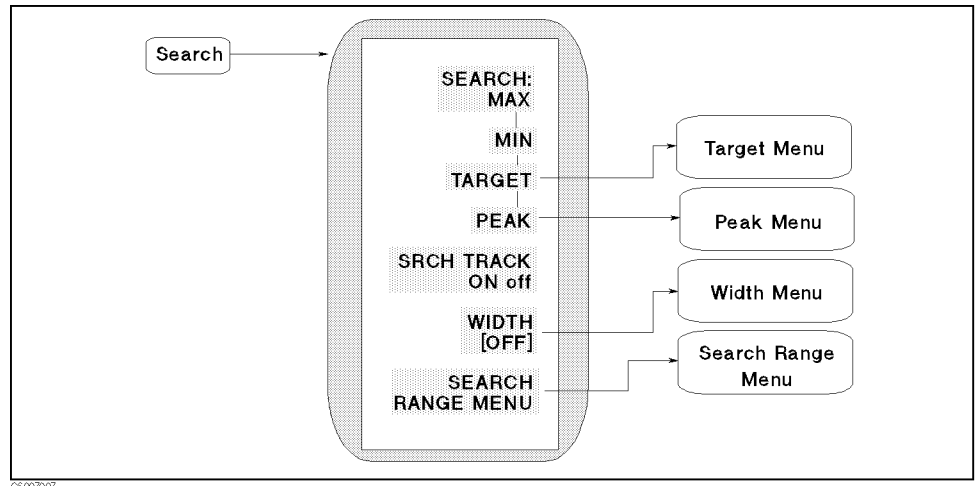 Search
SEARCH:
MAX
MIN
TARGET
PEAK
SRCH TRACK
ON off
WIDTH
[OFF]
SEARCH
RANGE MENU
Target Menu
Peak Menu
Width Menu
Search Range
Menu